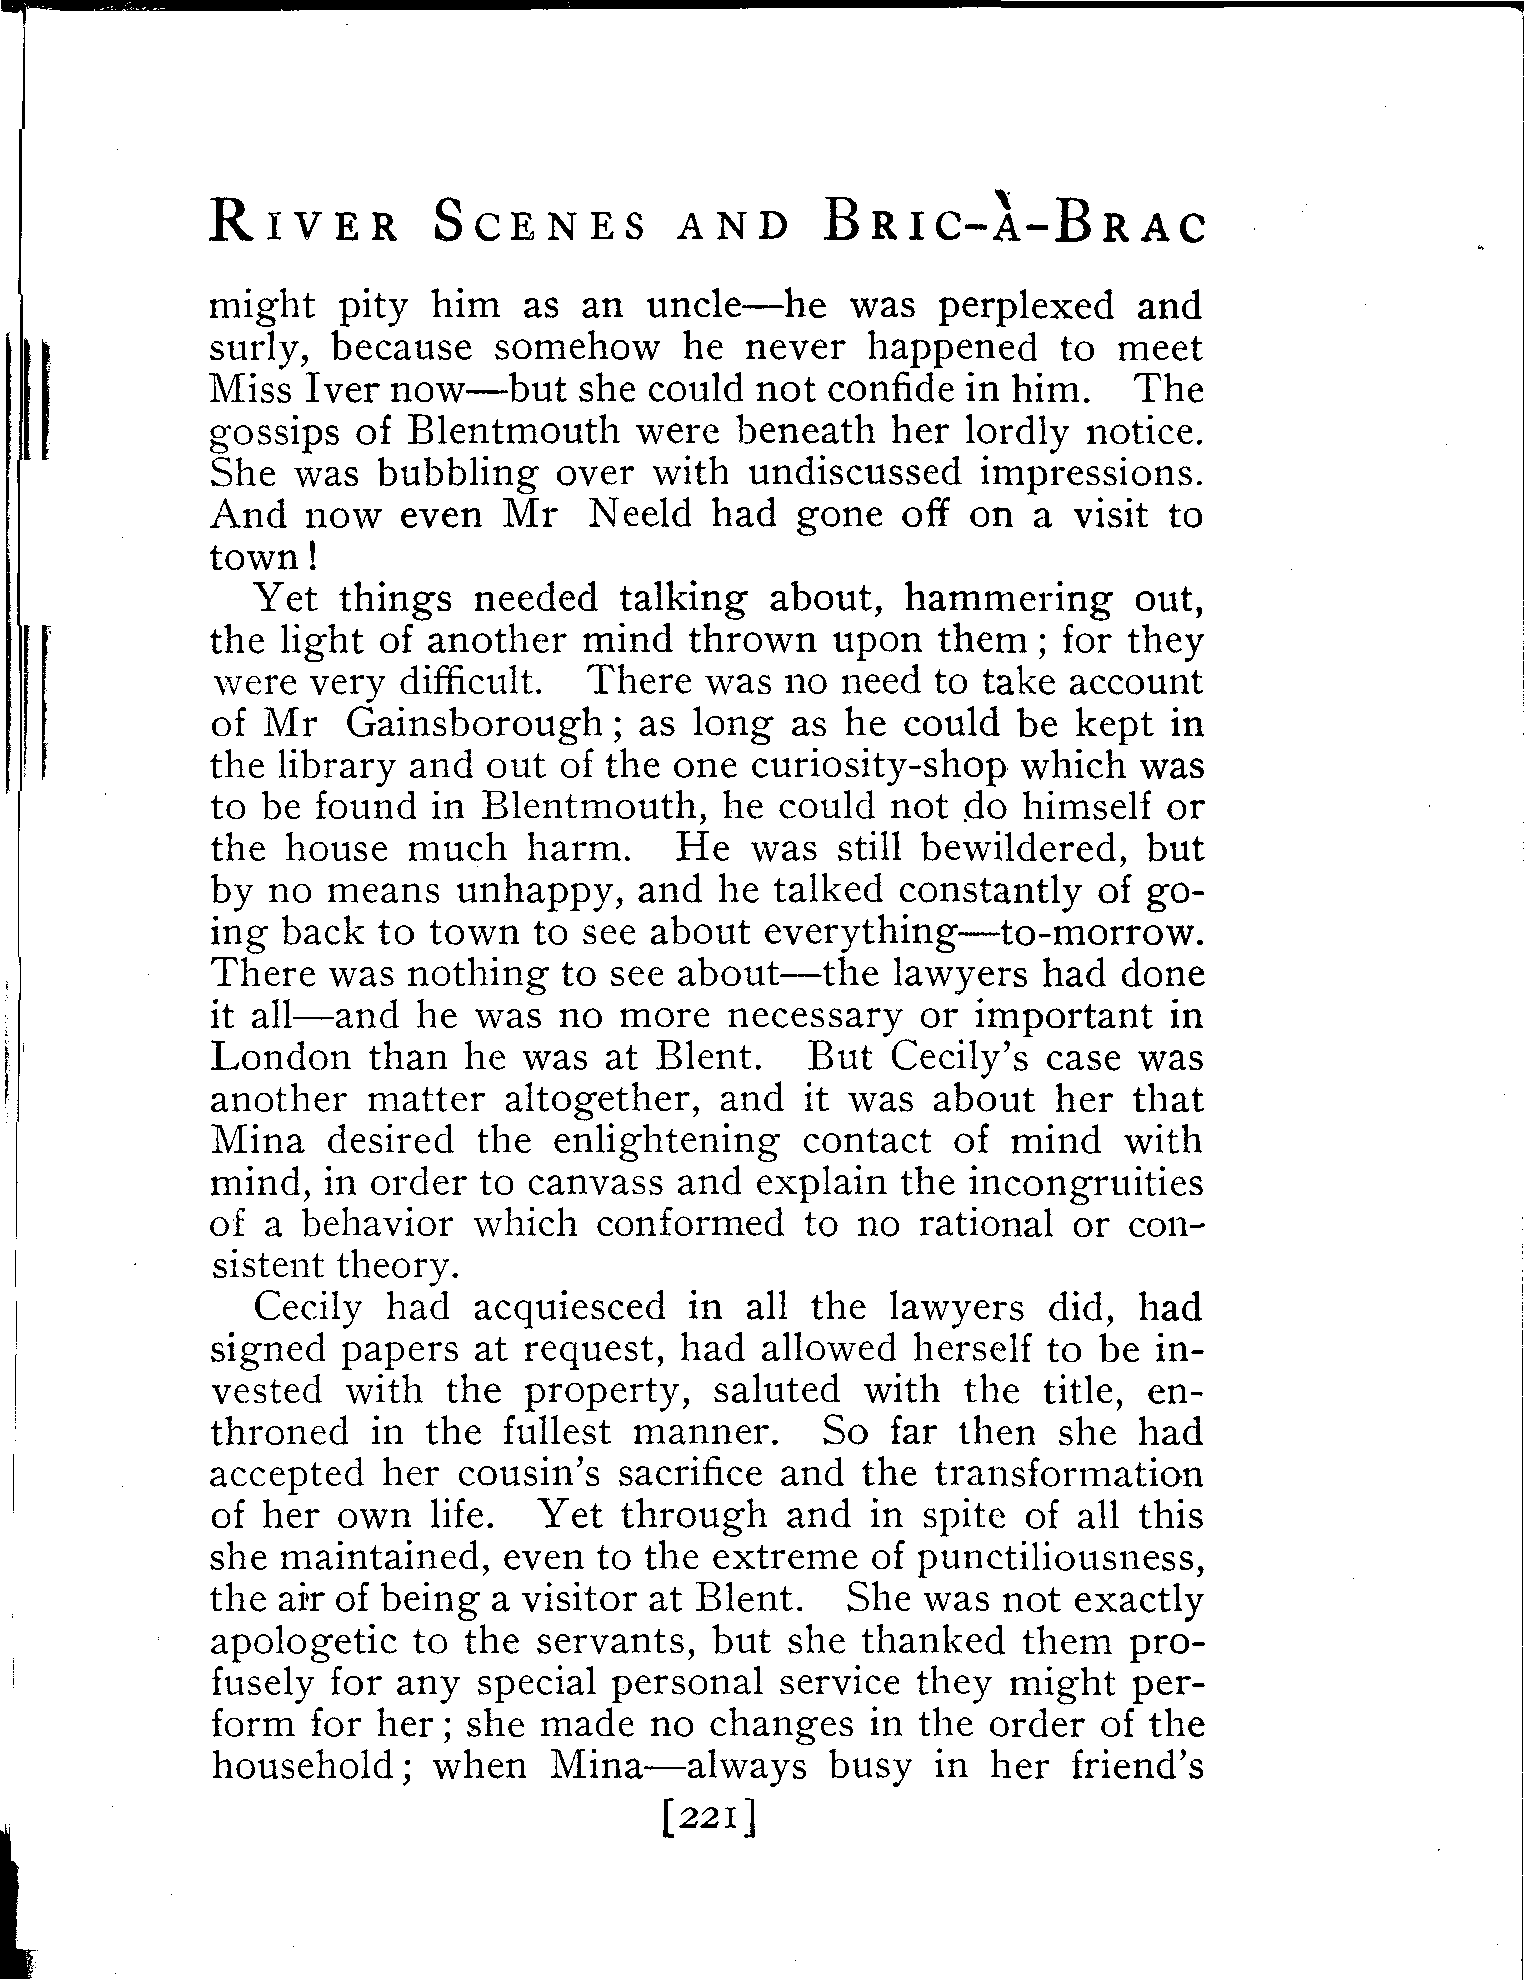 River Scenes and Bric-à-Brac
might pity him as an uncle—he was perplexed and
surly, because somehow he never happened to meet
Miss Iver now—but she could not confide in him. The
gossips of Blentmouth were beneath her lordly notice.
She was bubbling over with undiscussed impressions.
And now even Mr Neeld had gone off on a visit to
town!
Yet things needed talking about, hammering out,
the light of another mind thrown upon them; for they
were very difficult. There was no need to take account
of Mr Gainsborough; as long as he could be kept in
the library and out of the one curiosity-shop which was
to be found in Blentmouth, he could not do himself or
the house much harm. He was still bewildered, but
by no means unhappy, and he talked constantly of go-
ing back to town to see about everything—to-morrow.
There was nothing to see about—the lawyers had done
it all—and he was no more necessary or important in
London than he was at Blent. But Cecily's case was
another matter altogether, and it was about her that
Mina desired the enlightening contact of mind with
mind, in order to canvass and explain the incongruities
of a behavior which conformed to no rational or con-
sistent theory.
Cecily had acquiesced in all the lawyers did, had
signed papers at request, had allowed herself to be in-
vested with the property, saluted with the title, en-
throned in the fullest manner. So far then she had
accepted her cousin's sacrifice and the transformation
of her own life. Yet through and in spite of all this
she maintained, even to the extreme of punctiliousness,
the air of being a visitor at Blent. She was not exactly
apologetic to the servants, but she thanked them pro-
fusely for any special personal service they might per-
form for her; she made no changes in the order of the
household; when Mina—always busy in her friend's
[221]